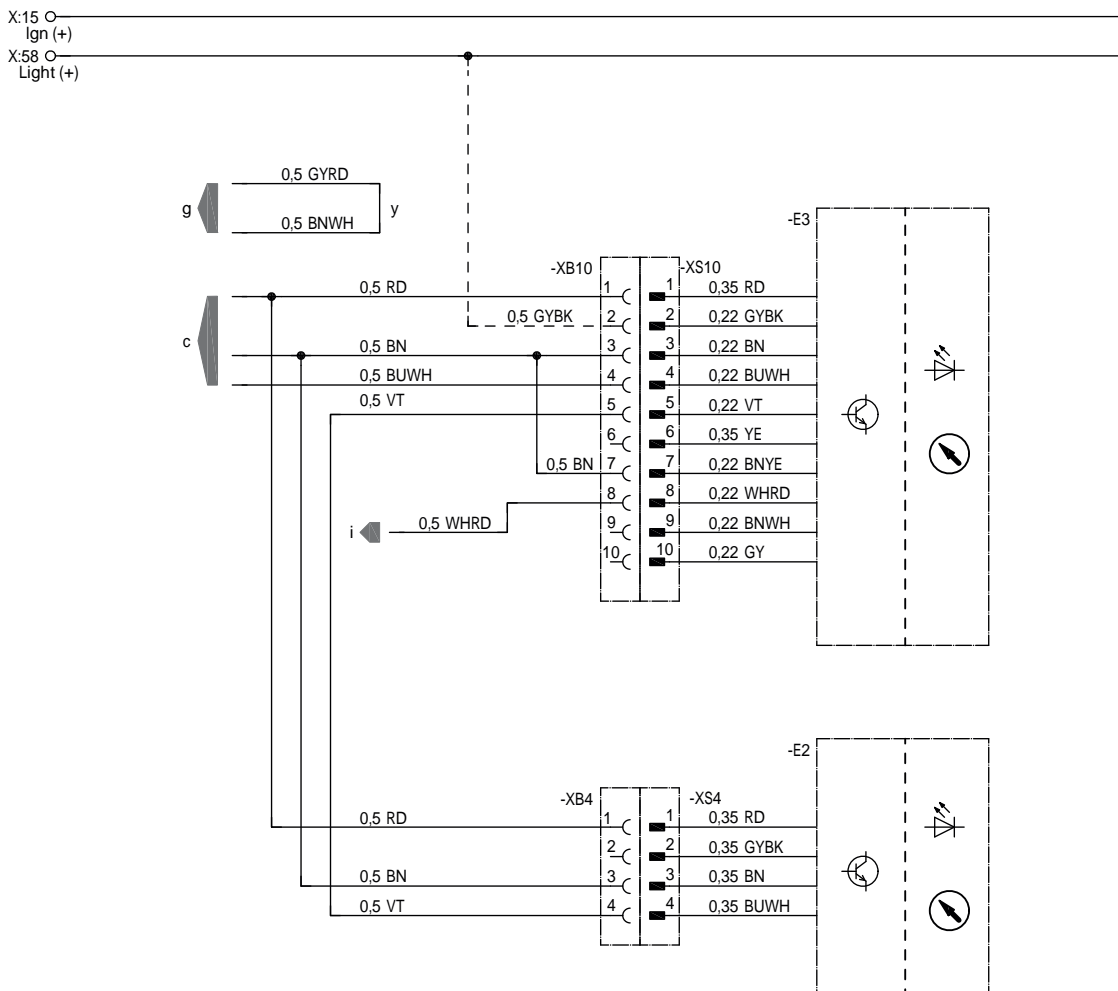 X:15
Ign (+)
X:58
Light (+)
0,5 GYRD
g
y
0,5 BNWH
-E3
-XB10
-XS10
0,5 RD
1
1
0,35 RD
0,5 GYBK
2
2
0,22 GYBK
c
0,5 BN
3
3
0,22 BN
0,5 BUWH
4
4
0,22 BUWH
0,5 VT
5
5
0,22 VT
6
6
0,35 YE
0,5 BN
7
7
0,22 BNYE
8
8
0,22 WHRD
i
0,5 WHRD
9
9
0,22 BNWH
10
10
0,22 GY
-E2
-XB4
-XS4
0,5 RD
1
1
0,35 RD
2
2
0,35 GYBK
0,5 BN
3
3
0,35 BN
0,5 VT
4
4
0,35 BUWH